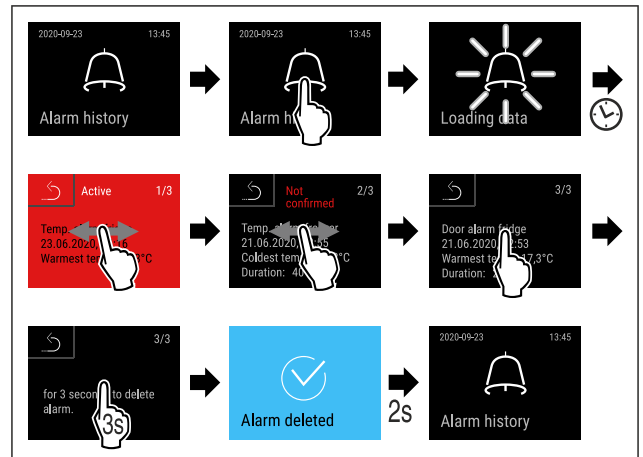 2020-09-23 13:45
Alarm history
2020-09-23 13:45
Alarm h
Loading data
Active 1/3
Temp.
23.06.2020,
Warmest °C
Not 2/3
confirmed
Temp.
21.06.2020,
Coldest tem °C
Duration: 40
3/3
Door alarm fridge
21.06.2020, 2:53
Warmest te 17,3°C
Duration:
3/3
for 3 secon to delete
alarm.
3s
Alarm deleted
2s
2020-09-23 13:45
Alarm history